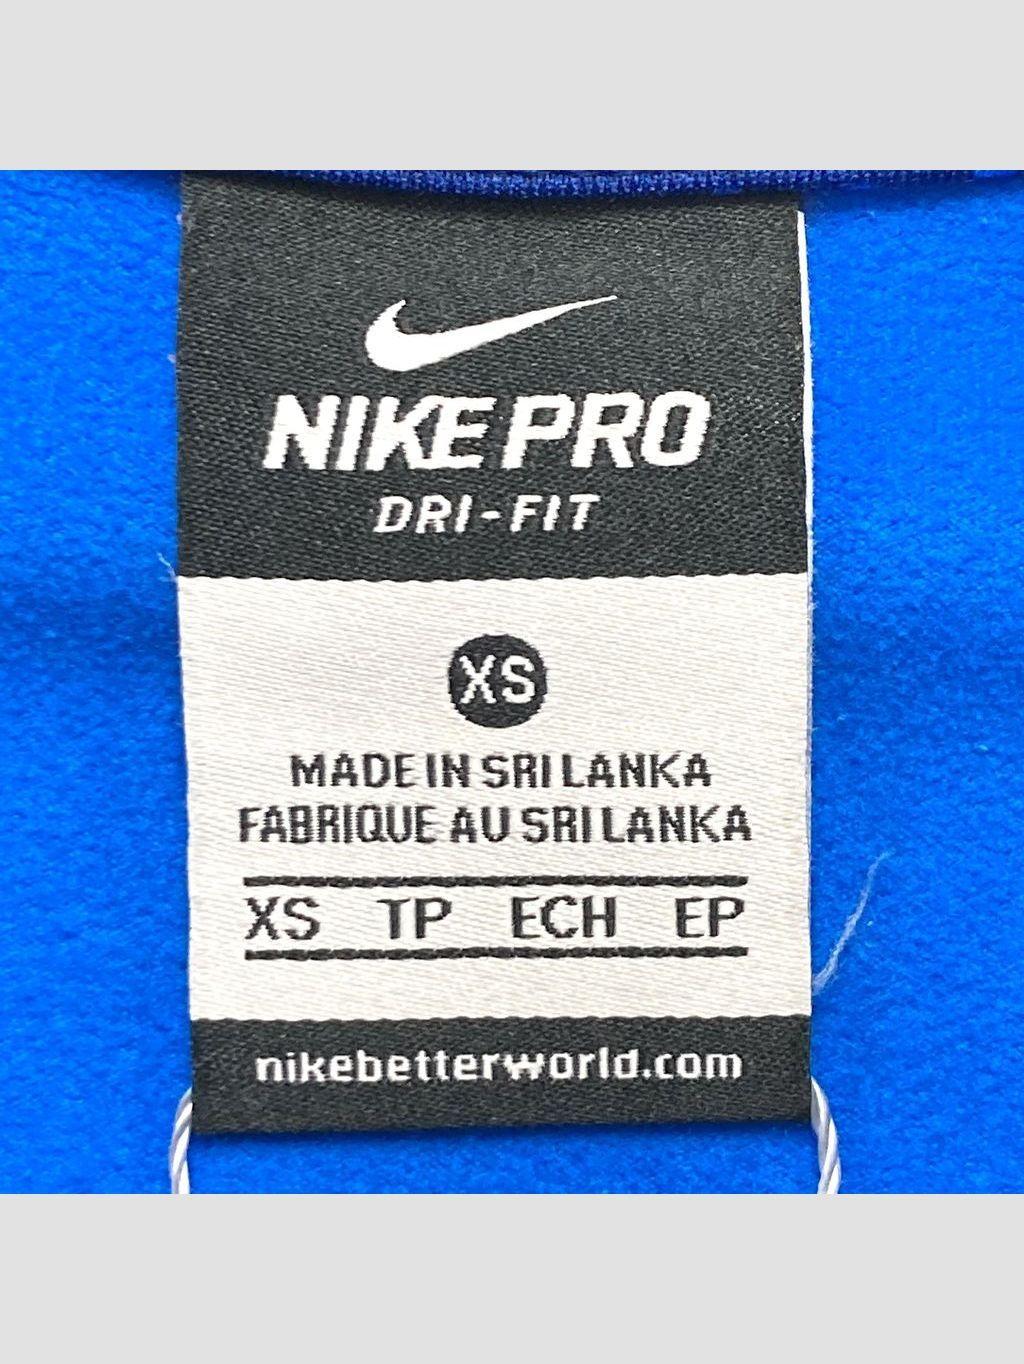 NIKE PRO
DRI-FIT
XS
MADE IN SRI LANKA
FABRIQUE AU SRI LANKA
XS TP ECH EP
nikebetterworld.com